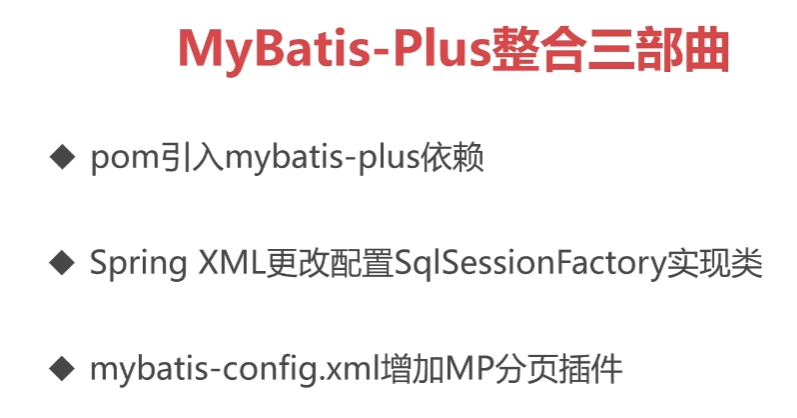 MyBatis-Plus整合三部曲
◆ pom引入mybatis-plus依赖
◆ Spring XML更改配置SqlSessionFactory实现类
◆ mybatis-config.xml增加MP分页插件